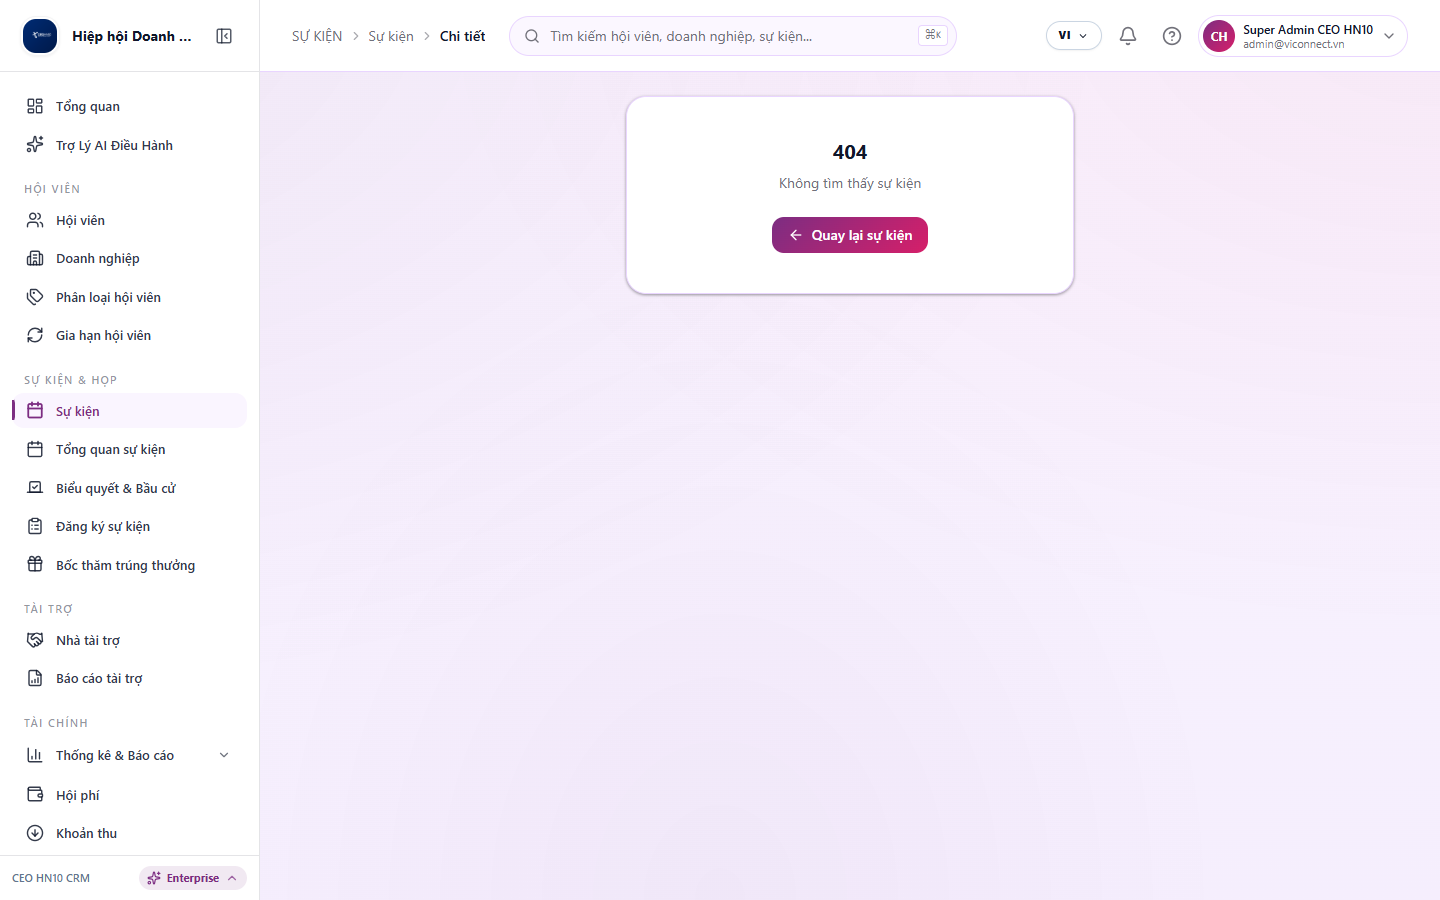 Hiệp hội Doanh ...
SỰ KIỆN > Sự kiện > Chi tiết
Tìm kiếm hội viên, doanh nghiệp, sự kiện...
⌘K
VI
CH
Super Admin CEO HN10
admin@viconnect.vn
Tổng quan
Trợ Lý AI Điều Hành
HỘI VIÊN
Hội viên
Doanh nghiệp
Phân loại hội viên
Gia hạn hội viên
SỰ KIỆN & HỌP
Sự kiện
Tổng quan sự kiện
Biểu quyết & Bầu cử
Đăng ký sự kiện
Bốc thăm trúng thưởng
TÀI TRỢ
Nhà tài trợ
Báo cáo tài trợ
TÀI CHÍNH
Thống kê & Báo cáo
Hội phí
Khoản thu
CEO HN10 CRM
Enterprise
404
Không tìm thấy sự kiện
Quay lại sự kiện